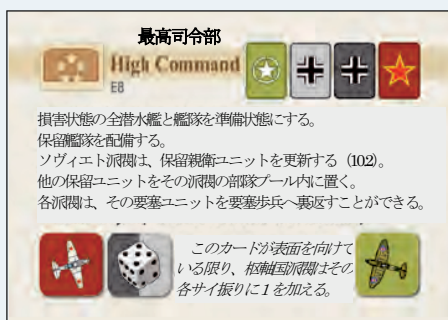 最高司令部
High Command
E8
損害状態の全潜水艦と艦隊を準備状態にする。
保留艦隊を配備する。
ソヴィエト派閥は、保留親衛ユニットを更新する（10.2）。
他の保留ユニットをその派閥の部隊プール内に置く。
各派閥は、その要塞ユニットを要塞歩兵へ裏返すことができる。
このカードが表面を向けて
いる限り、枢軸国派閥はその
各サイ振りに1を加える。